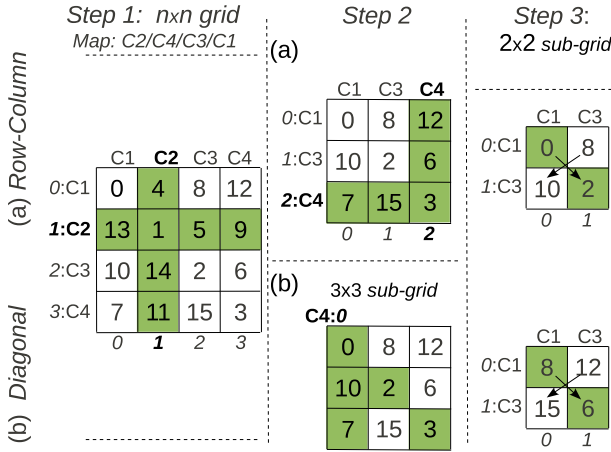 Step 1: nxn grid
Map: C2/C4/C3/C1
Step 2
Step 3:
2x2 sub-grid
(a) Row-Column
(b) Diagonal
C1 C2 C3 C4
0:C1 0 4 8 12
1:C2 13 1 5 9
2:C3 10 14 2 6
3:C4 7 11 15 3
0 1 2 3
(a)
C1 C3 C4
0:C1 0 8 12
1:C3 10 2 6
2:C4 7 15 3
0 1 2
(b)
3x3 sub-grid
C4:0
0 8 12
10 2 6
7 15 3
C1 C3
0:C1 0 8
1:C3 10 2
0 1
C1 C3
0:C1 8 12
1:C3 15 6
0 1